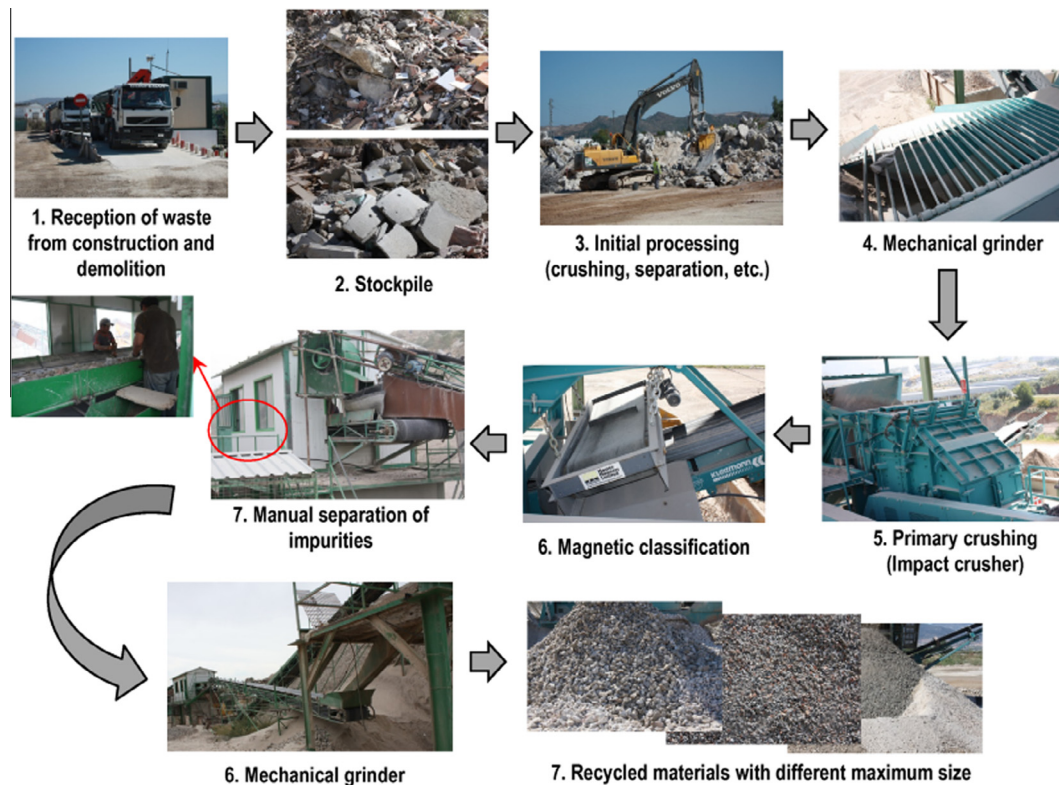 1. Reception of waste
from construction and
demolition
2. Stockpile
VOLVO
3. Initial processing
(crushing, separation, etc.)
4. Mechanical grinder
5. Primary crushing
(Impact crusher)
6. Magnetic classification
7. Manual separation of
impurities
6. Mechanical grinder
7. Recycled materials with different maximum size